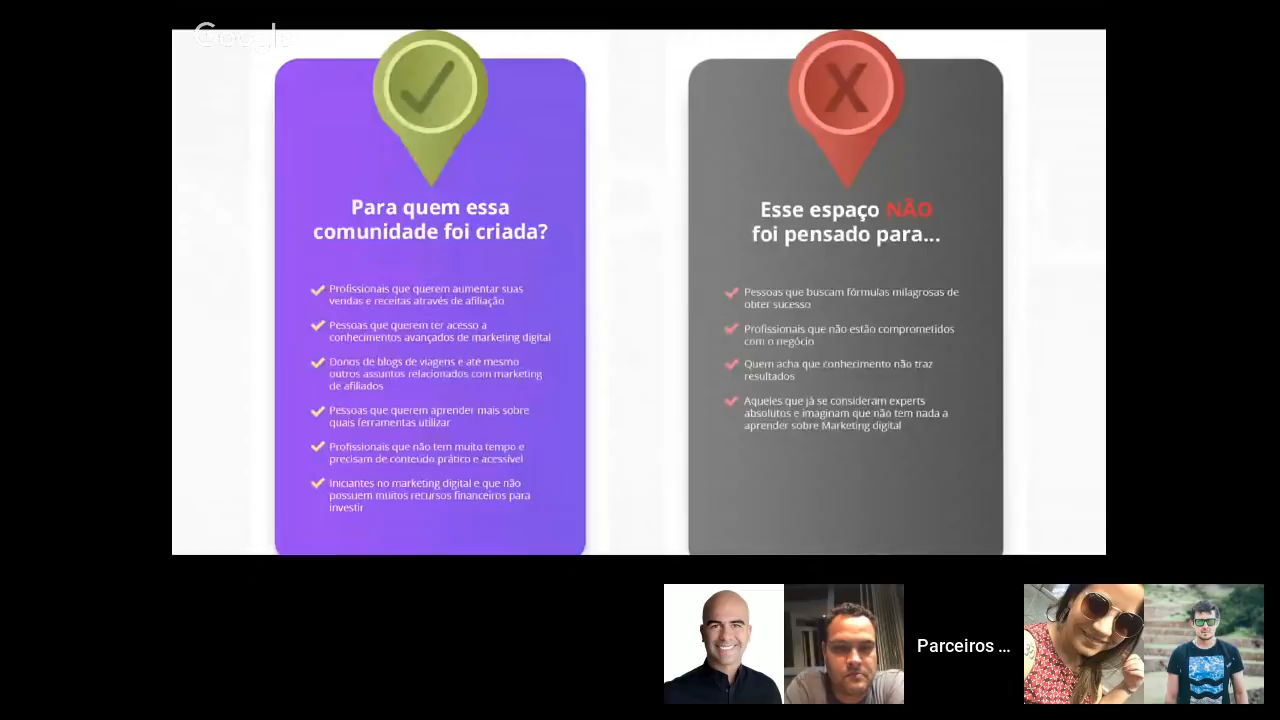 Google
Para quem essa
comunidade foi criada?
Profissionais que querem aumentar suas
vendas e receitas através de afiliação
Pessoas que querem ter acesso a
conhecimentos avançados de marketing digital
Donos de blogs de viagens e até mesmo
outros assuntos relacionados com marketing
de afiliados
Pessoas que querem aprender mais sobre
quais ferramentas utilizar
Profissionais que não tem muito tempo e
precisam de conteúdo prático e acessível
Iniciantes no marketing digital e que não
possuem muitos recursos financeiros para
investir
X
Esse espaço NÃO
foi pensado para...
Pessoas que buscam fórmulas milagrosas de
obter sucesso
Profissionais que não estão comprometidos
com o negócio
Quem acha que conhecimento não traz
resultados
Aqueles que já se consideram experts
absolutos e imaginam que não tem nada a
aprender sobre Marketing digital
Parceiros ...